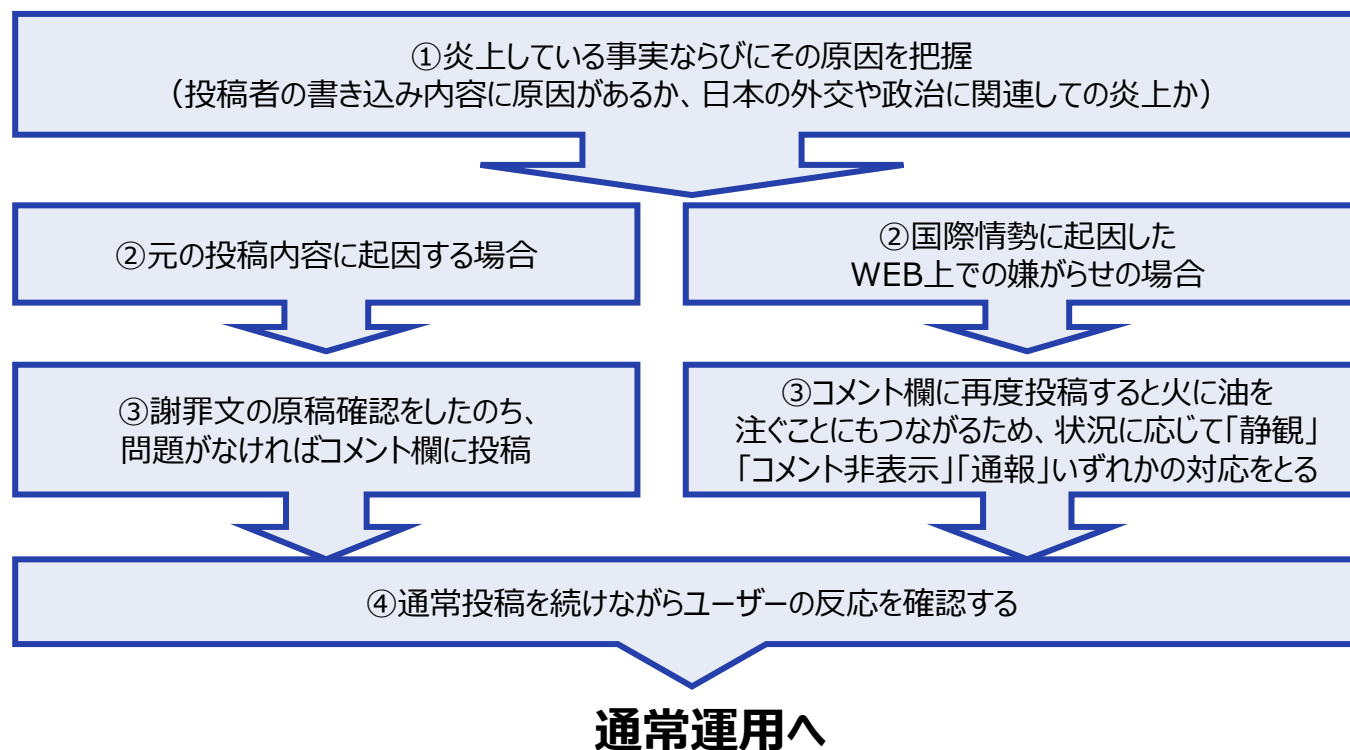 ①炎上している事実ならびにその原因を把握
（投稿者の書き込み内容に原因があるか、日本の外交や政治に関連しての炎上か）
②元の投稿内容に起因する場合
②国際情勢に起因した
WEB上での嫌がらせの場合
③謝罪文の原稿確認をしたのち、
問題がなければコメント欄に投稿
③コメント欄に再度投稿すると火に油を
注ぐことにもつながるため、状況に応じて「静観」
「コメント非表示」「通報」いずれかの対応をとる
④通常投稿を続けながらユーザーの反応を確認する
通常運用へ